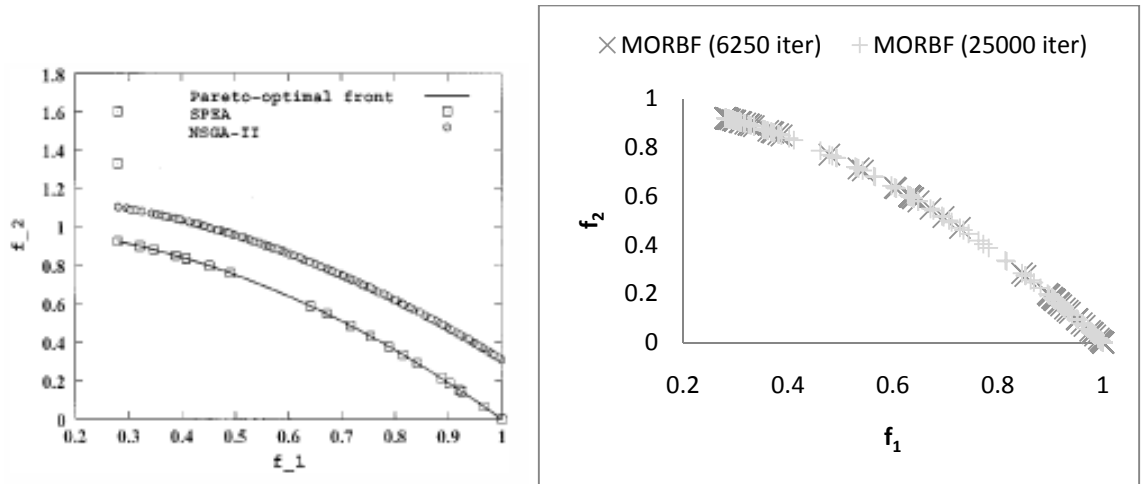 1.8
1.6
1.4
1.2
1
0.8
0.6
0.4
0.2
0
f_2
Pareto-optimal front
SPEA
NSGA-II
0.2 0.3 0.4 0.5 0.6 0.7 0.8 0.9 1
f_1
MORBF (6250 iter) MORBF (25000 iter)
1
0.8
0.6
0.4
0.2
0
f₂
0.2 0.4 0.6 0.8 1
f₁